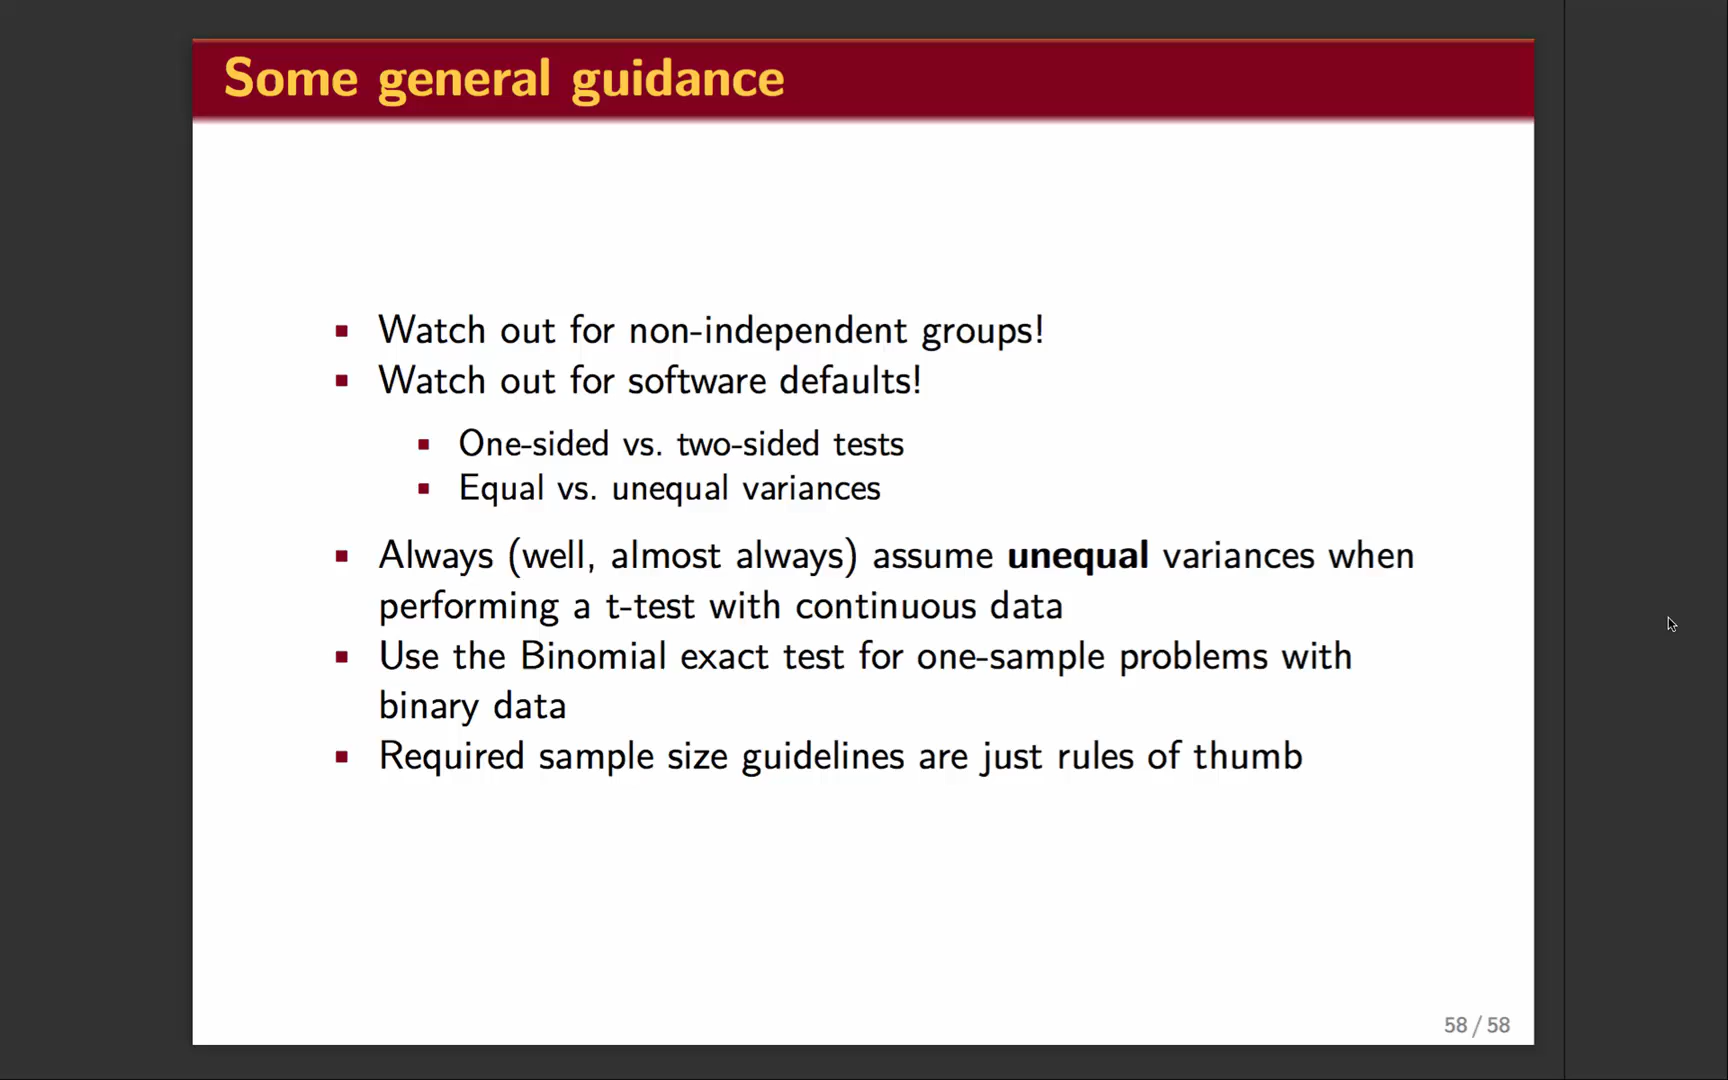 Some general guidance
Watch out for non-independent groups!
Watch out for software defaults!
One-sided vs. two-sided tests
Equal vs. unequal variances
Always (well, almost always) assume unequal variances when
performing a t-test with continuous data
Use the Binomial exact test for one-sample problems with
binary data
Required sample size guidelines are just rules of thumb
58 / 58